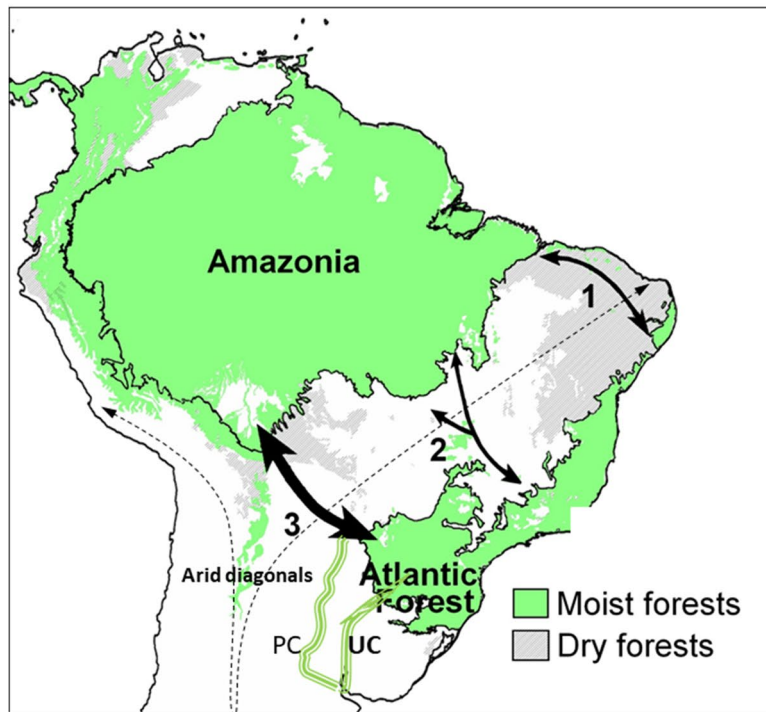 Amazonia
1
2
3
Arid diagonals
Atlantic
Forest
PC
UC
Moist forests
Dry forests